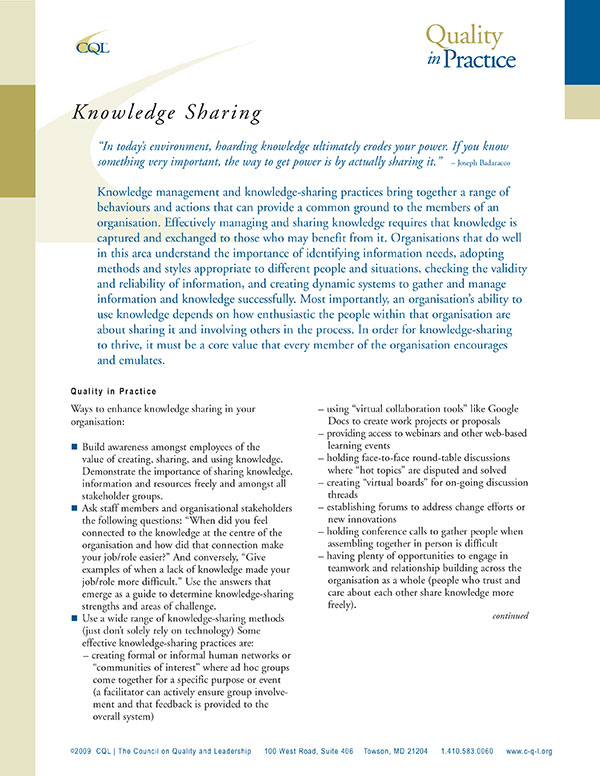 CQL
Quality
in Practice
Knowledge Sharing
“In today’s environment, hoarding knowledge ultimately erodes your power. If you know
something very important, the way to get power is by actually sharing it.” – Joseph Badaracco
Knowledge management and knowledge-sharing practices bring together a range of
behaviours and actions that can provide a common ground to the members of an
organisation. Effectively managing and sharing knowledge requires that knowledge is
captured and exchanged to those who may benefit from it. Organisations that do well
in this area understand the importance of identifying information needs, adopting
methods and styles appropriate to different people and situations, checking the validity
and reliability of information, and creating dynamic systems to gather and manage
information and knowledge successfully. Most importantly, an organisation’s ability to
use knowledge depends on how enthusiastic the people within that organisation are
about sharing it and involving others in the process. In order for knowledge-sharing
to thrive, it must be a core value that every member of the organisation encourages
and emulates.
Quality in Practice
Ways to enhance knowledge sharing in your
organisation:
■ Build awareness amongst employees of the
value of creating, sharing, and using knowledge.
Demonstrate the importance of sharing knowledge,
information and resources freely and amongst all
stakeholder groups.
■ Ask staff members and organisational stakeholders
the following questions: “When did you feel
connected to the knowledge at the centre of the
organisation and how did that connection make
your job/role easier?” And conversely, “Give
examples of when a lack of knowledge made your
job/role more difficult.” Use the answers that
emerge as a guide to determine knowledge-sharing
strengths and areas of challenge.
■ Use a wide range of knowledge-sharing methods
(just don’t solely rely on technology) Some
effective knowledge-sharing practices are:
– creating formal or informal human networks or
“communities of interest” where ad hoc groups
come together for a specific purpose or event
(a facilitator can actively ensure group involve-
ment and that feedback is provided to the
overall system)
– using “virtual collaboration tools” like Google
Docs to create work projects or proposals
– providing access to webinars and other web-based
learning events
– holding face-to-face round-table discussions
where “hot topics” are disputed and solved
– creating “virtual boards” for on-going discussion
threads
– establishing forums to address change efforts or
new innovations
– holding conference calls to gather people when
assembling together in person is difficult
– having plenty of opportunities to engage in
teamwork and relationship building across the
organisation as a whole (people who trust and
care about each other share knowledge more
freely).
continued
©2009 CQL | The Council on Quality and Leadership 100 West Road, Suite 406 Towson, MD 21204 1.410.583.0060 www.c-q-l.org